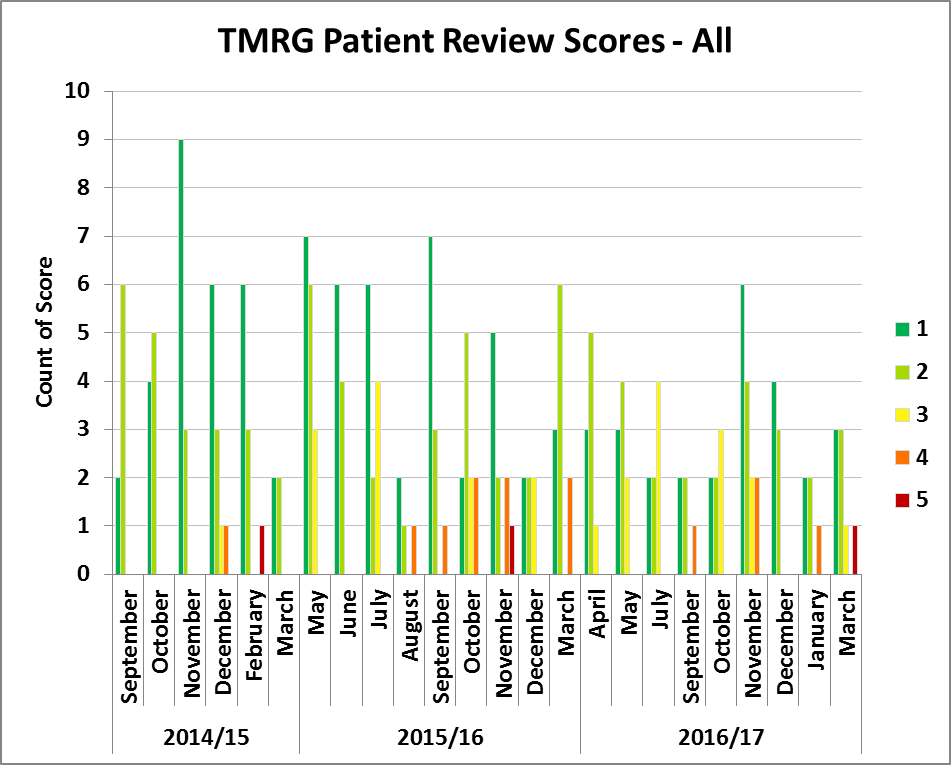 TMRG Patient Review Scores - All
10
9
8
7
6
5
4
3
2
1
0
Count of Score
September
October
November
December
February
March
May
June
July
August
September
October
November
December
March
April
May
July
September
October
November
December
January
March
2014/15
2015/16
2016/17
1
2
3
4
5